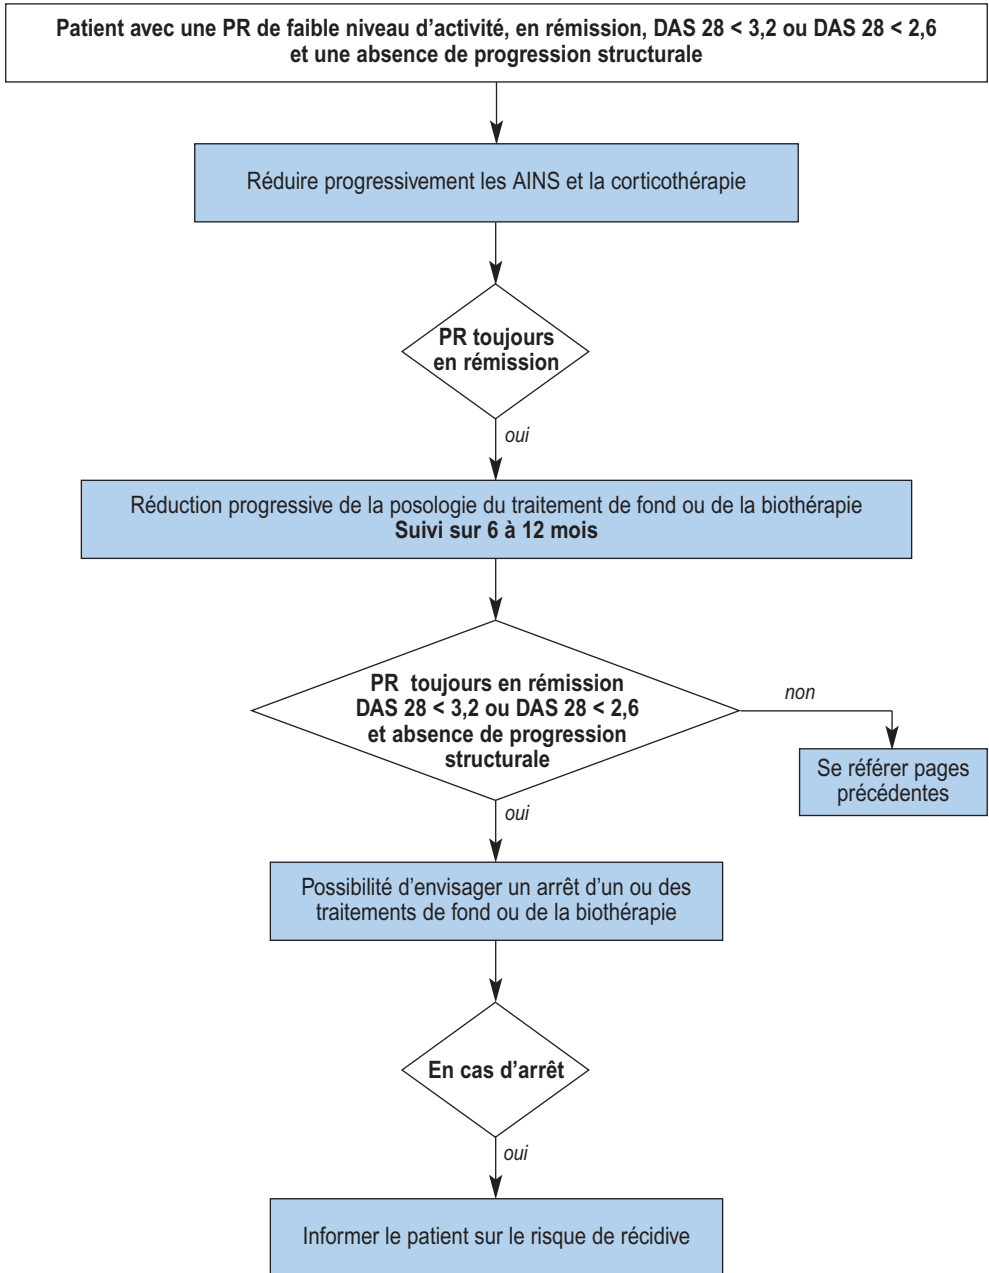 Patient avec une PR de faible niveau d'activité, en rémission, DAS 28 < 3,2 ou DAS 28 < 2,6
et une absence de progression structurale
Réduire progressivement les AINS et la corticothérapie
PR toujours
en rémission
oui
Réduction progressive de la posologie du traitement de fond ou de la biothérapie
Suivi sur 6 à 12 mois
PR toujours en rémission
DAS 28 < 3,2 ou DAS 28 < 2,6
et absence de progression
structurale
non
Se référer pages
précédentes
oui
Possibilité d'envisager un arrêt d'un ou des
traitements de fond ou de la biothérapie
En cas d'arrêt
oui
Informer le patient sur le risque de récidive